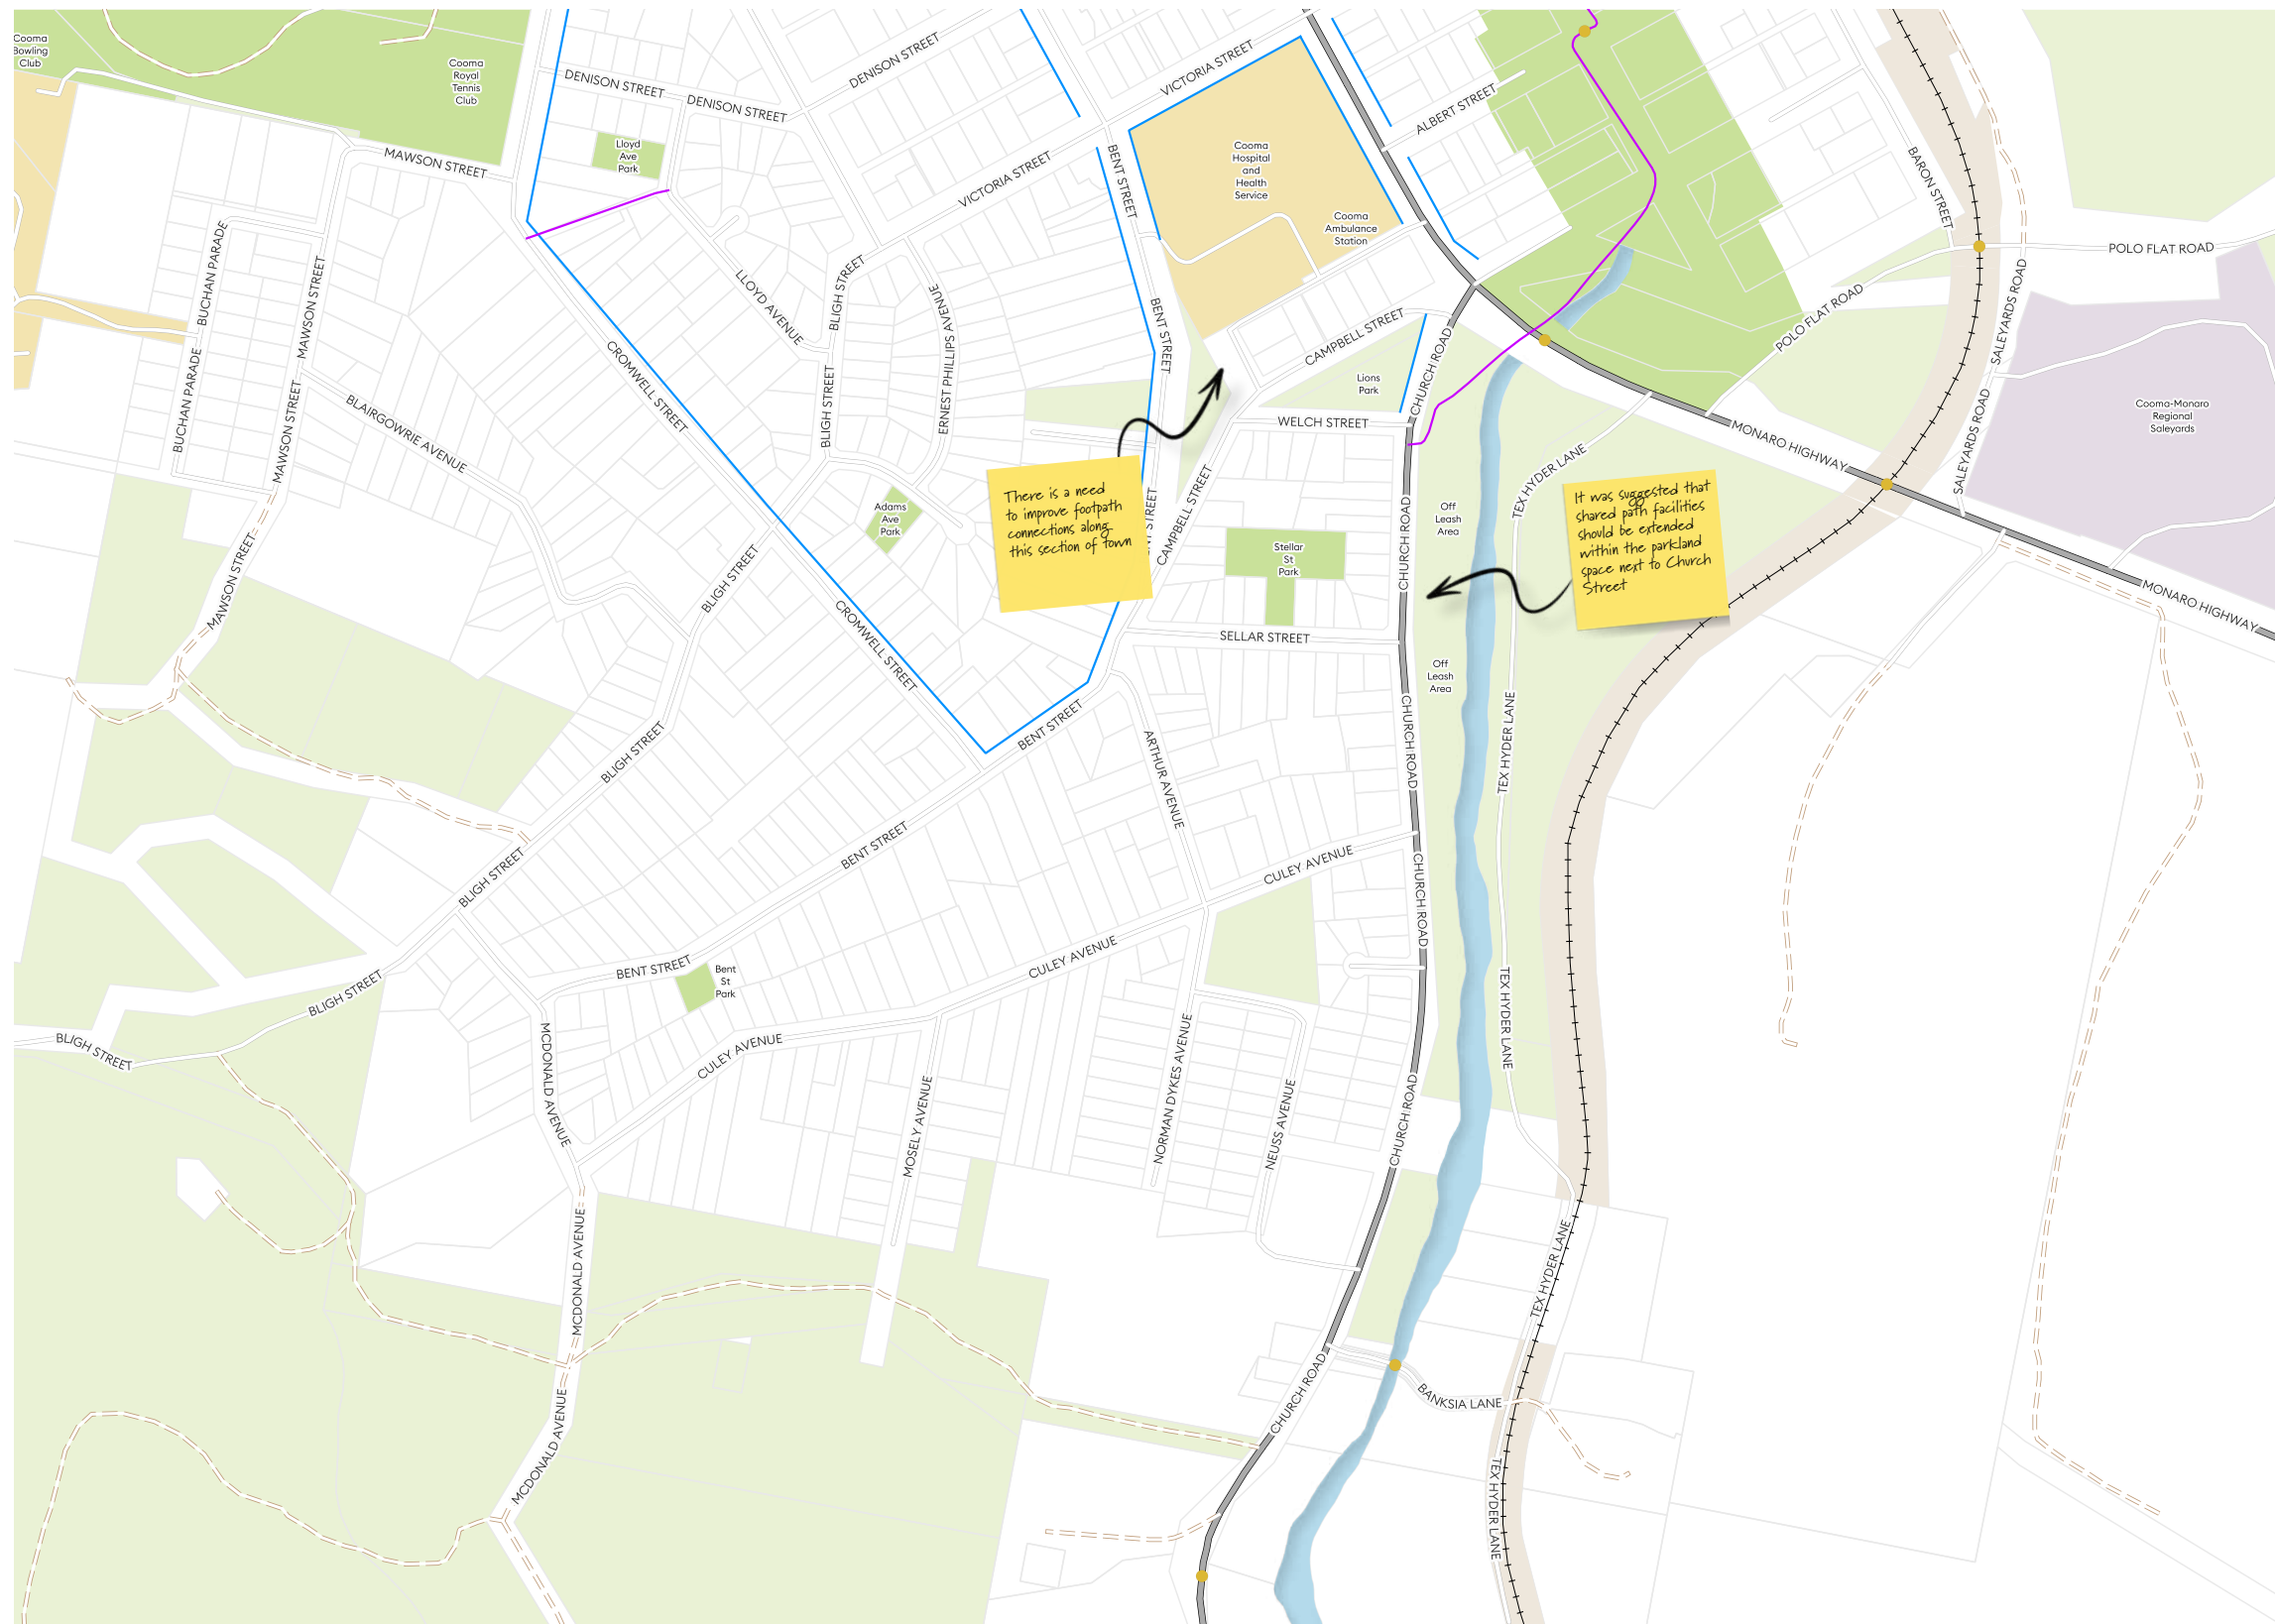 Cooma
Bowling
Club
Cooma
Royal
Tennis
Club
DENISON STREET
DENISON STREET
DENISON STREET
VICTORIA STREET
ALBERT STREET
Lloyd
Ave
Park
MAWSON STREET
BENT STREET
Cooma
Hospital
and
Health
Service
Cooma
Ambulance
Station
VICTORIA STREET
BARON STREET
POLO FLAT ROAD
POLO FLAT ROAD
SALEYARDS ROAD
BUCHAN PARADE
MAWSON STREET
LLOYD AVENUE
BLIGH STREET
ERNEST PHILLIPS AVENUE
BENT STREET
CAMPBELL STREET
CHURCH ROAD
Lions
Park
CROMWELL STREET
BUCHAN PARADE
MAWSON STREET
BLAIRGOWRIE AVENUE
BLIGH STREET
WELCH STREET
MONARO HIGHWAY
SALEYARDS ROAD
Cooma-Monaro
Regional
Saleyards
TEX HYDER LANE
Adams
Ave
Park
There is a need
to improve footpath
connections along
this section of town
STREET
CAMPBELL STREET
Stellar
St
Park
CHURCH ROAD
Off
Leash
Area
It was suggested that
shared path facilities
should be extended
within the parkland
space next to Church
Street
MONARO HIGHWAY
MAWSON STREET
BLIGH STREET
CROMWELL STREET
SELLAR STREET
Off
Leash
Area
BLIGH STREET
BENT STREET
ARTHUR AVENUE
CHURCH ROAD
TEX HYDER LANE
BLIGH STREET
BENT STREET
CULEY AVENUE
CHURCH ROAD
BLIGH STREET
BENT STREET
Bent
St
Park
CULEY AVENUE
TEX HYDER LANE
BLIGH STREET
MCDONALD AVENUE
CULEY AVENUE
MOSELY AVENUE
NORMAN DYKES AVENUE
NEUSS AVENUE
CHURCH ROAD
MCDONALD AVENUE
TEX HYDER LANE
MCDONALD AVENUE
CHURCH ROAD
BANKSIA LANE
TEX HYDER LANE